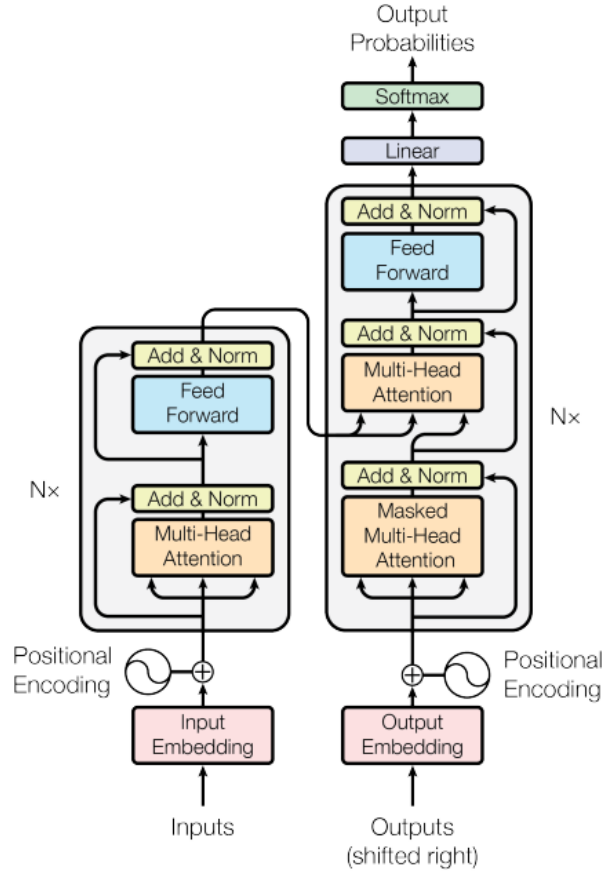 Output
Probabilities
Softmax
Linear
Add & Norm
Feed
Forward
Add & Norm
Multi-Head
Attention
Add & Norm
Masked
Multi-Head
Attention
N×
Add & Norm
Feed
Forward
Add & Norm
Multi-Head
Attention
N×
Positional
Encoding
Positional
Encoding
Input
Embedding
Output
Embedding
Inputs
Outputs
(shifted right)